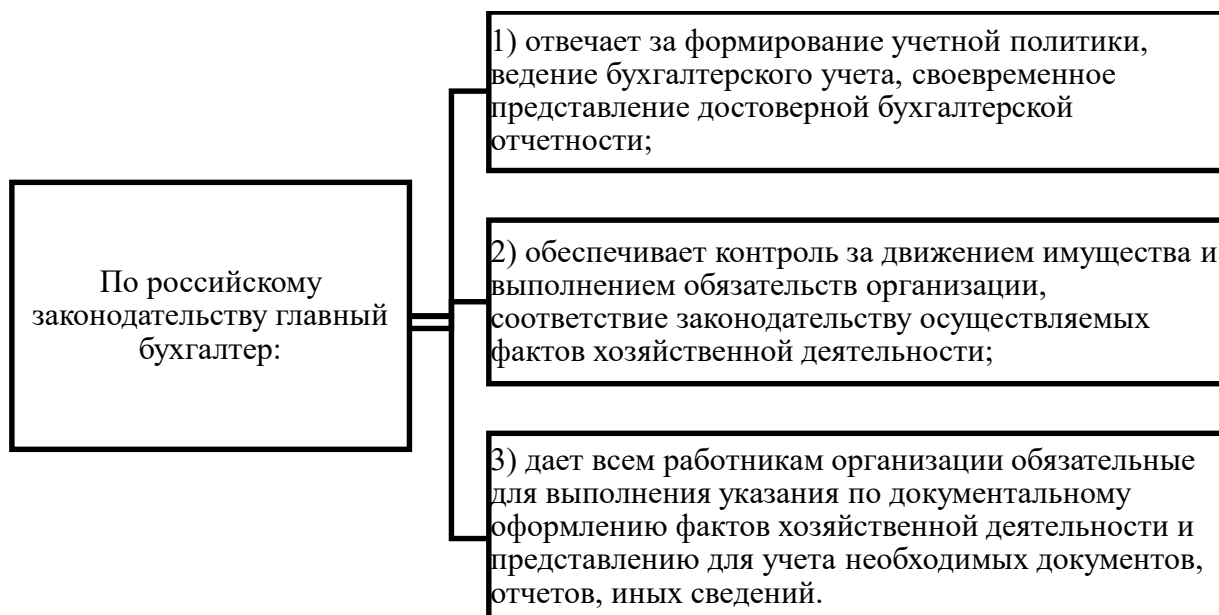 По российскому
законодательству главный
бухгалтер:
1) отвечает за формирование учетной политики,
ведение бухгалтерского учета, своевременное
представление достоверной бухгалтерской
отчетности;
2) обеспечивает контроль за движением имущества и
выполнением обязательств организации,
соответствие законодательству осуществляемых
фактов хозяйственной деятельности;
3) дает всем работникам организации обязательные
для выполнения указания по документальному
оформлению фактов хозяйственной деятельности и
представлению для учета необходимых документов,
отчетов, иных сведений.